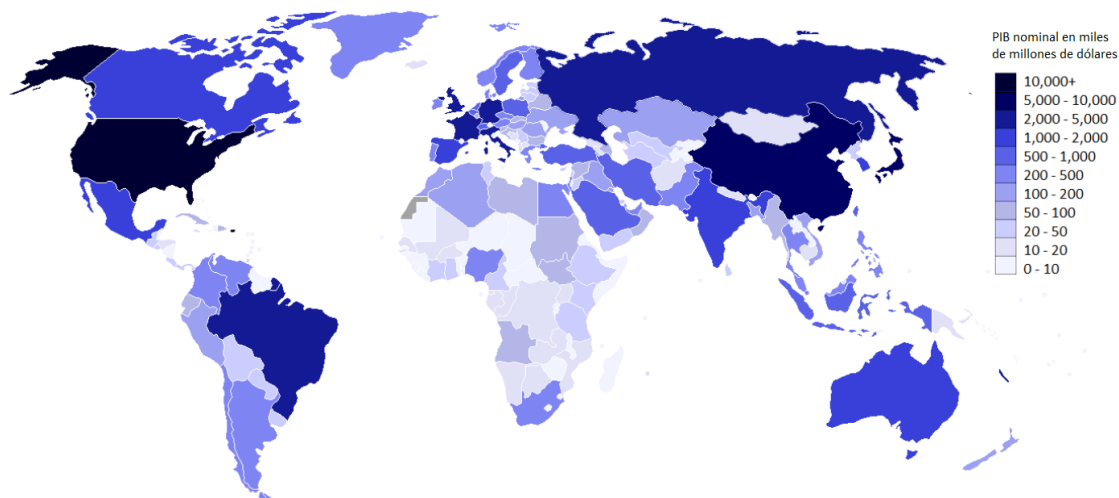 PIB nominal en miles
de millones de dólares
10,000+
5,000 - 10,000
2,000 - 5,000
1,000 - 2,000
500 - 1,000
200 - 500
100 - 200
50 - 100
20 - 50
10 - 20
0 - 10